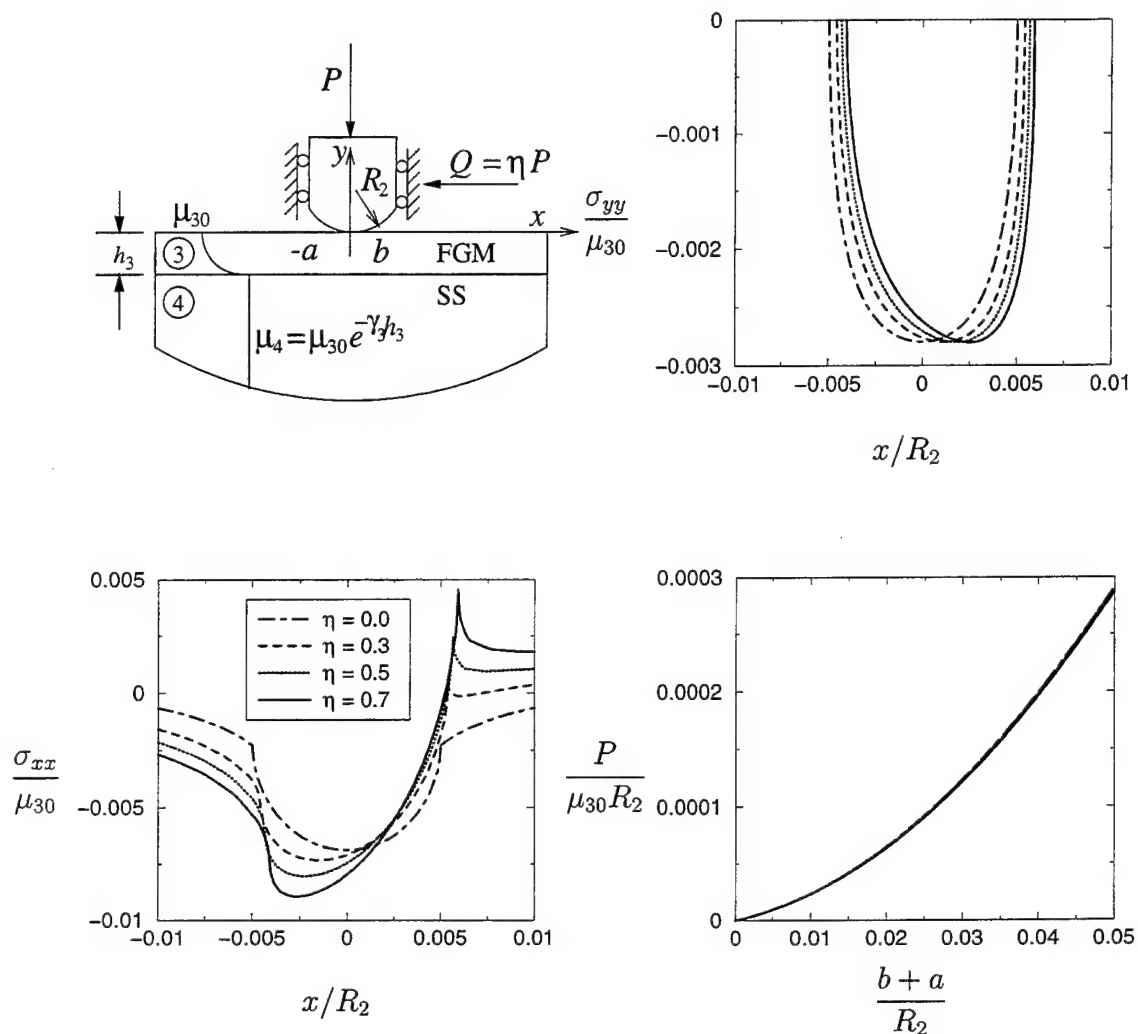 P
y
R₂
Q = ηP
μ₃₀
x
h₃
③
-a
b
FGM
④
SS
μ₄ = μ₃₀e^{-γ₃h₃}
σ_yy
μ₃₀
0
-0.001
-0.002
-0.003
-0.01 -0.005 0 0.005 0.01
x/R₂
0.005
0
-0.005
-0.01
η = 0.0
η = 0.3
η = 0.5
η = 0.7
σ_xx
μ₃₀
-0.01 -0.005 0 0.005 0.01
x/R₂
0.0003
0.0002
0.0001
0
P
μ₃₀R₂
0 0.01 0.02 0.03 0.04 0.05
b + a
R₂